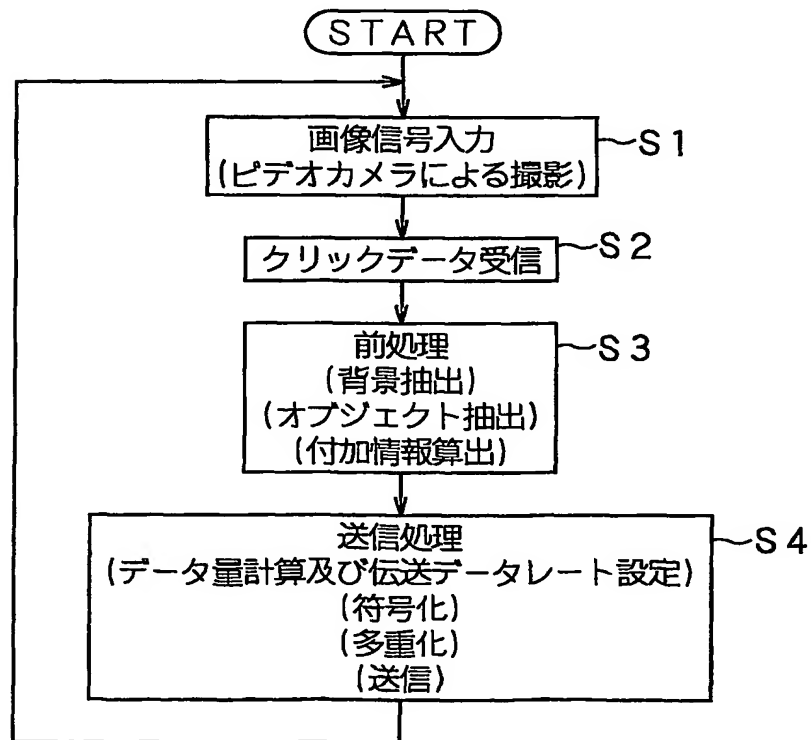 START
画像信号入力
(ビデオカメラによる撮影)
S1
クリックデータ受信
S2
前処理
(背景抽出)
(オブジェクト抽出)
(付加情報算出)
S3
送信処理
(データ量計算及び伝送データレート設定)
(符号化)
(多重化)
(送信)
S4